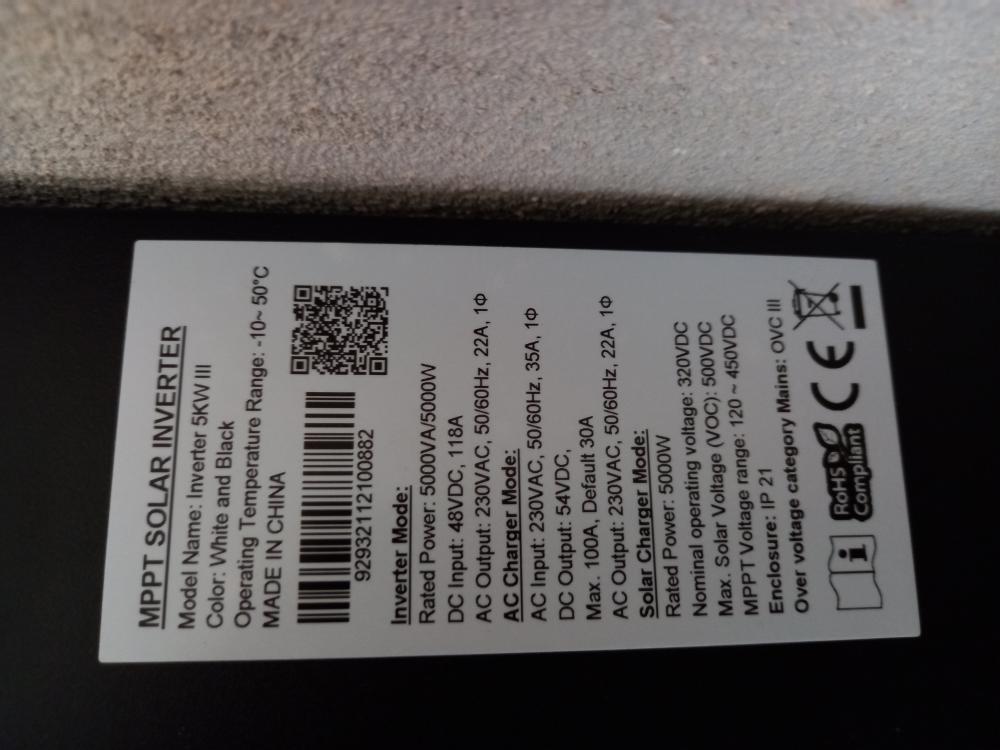 MPPT SOLAR INVERTER
Model Name: Inverter 5KW III
Color: White and Black
Operating Temperature Range: -10~ 50°C
MADE IN CHINA
92932112100882
Inverter Mode:
Rated Power: 5000VA/5000W
DC Input: 48VDC, 118A
AC Output: 230VAC, 50/60Hz, 22A, 1Φ
AC Charger Mode:
AC Input: 230VAC, 50/60Hz, 35A, 1Φ
DC Output: 54VDC,
Max. 100A, Default 30A
AC Output: 230VAC, 50/60Hz, 22A, 1Φ
Solar Charger Mode:
Rated Power: 5000W
Nominal operating voltage: 320VDC
Max. Solar Voltage (VOC): 500VDC
MPPT Voltage range: 120 ~ 450VDC
Enclosure: IP 21
Over voltage category Mains: OVC III
RoHS
Compliant
CE